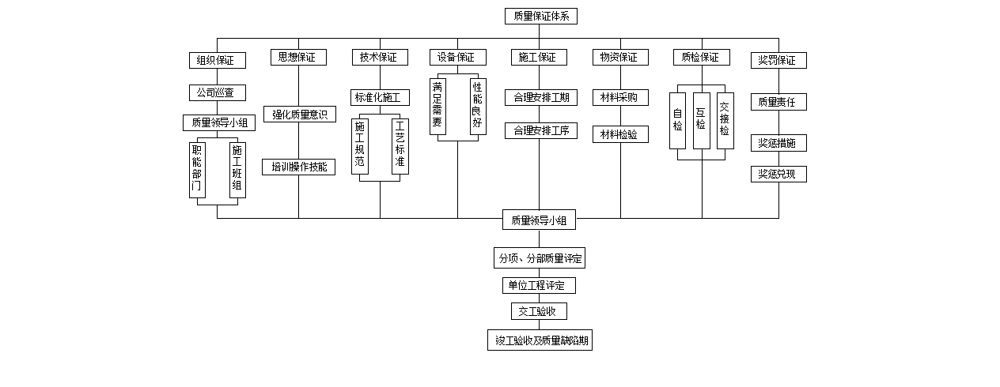 质量保证体系
组织保证
思想保证
技术保证
设备保证
施工保证
物资保证
质检保证
奖罚保证
公司巡查
质量领导小组
职能部门
施工班组
强化质量意识
培训操作技能
标准化施工
施工规范
工艺标准
满足需要
性能良好
合理安排工期
合理安排工序
材料采购
材料检验
自检
互检
交接检
质量责任
奖惩措施
奖惩兑现
质量领导小组
分项、分部质量评定
单位工程评定
交工验收
竣工验收及质量缺陷期